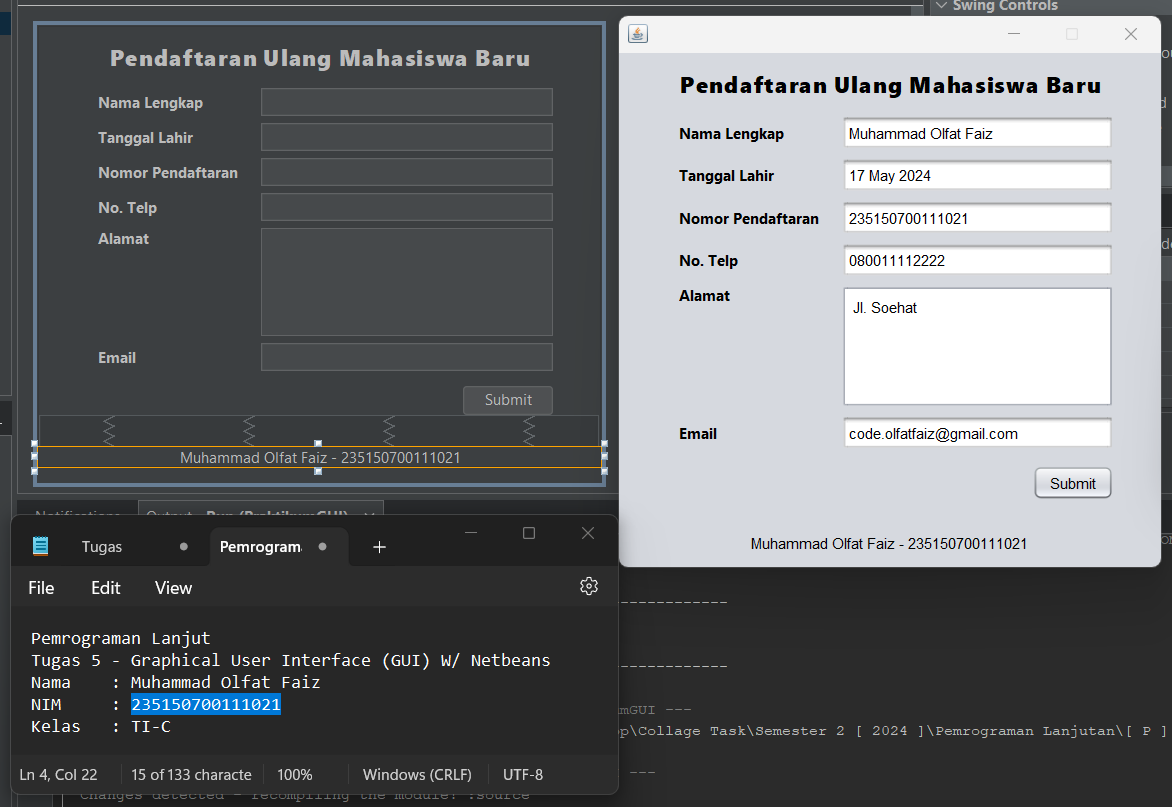 Swing Controls
Pendaftaran Ulang Mahasiswa Baru
Nama Lengkap
Tanggal Lahir
Nomor Pendaftaran
No. Telp
Alamat
Email
Submit
Muhammad Olfat Faiz - 235150700111021
Pendaftaran Ulang Mahasiswa Baru
Nama Lengkap Muhammad Olfat Faiz
Tanggal Lahir 17 May 2024
Nomor Pendaftaran 235150700111021
No. Telp 080011112222
Alamat Jl. Soehat
Email code.olfatfaiz@gmail.com
Submit
Muhammad Olfat Faiz - 235150700111021
Notifications Output - Run (PraktikumGUI)
Tugas Pemrogram
File Edit View
Pemrograman Lanjut
Tugas 5 - Graphical User Interface (GUI) W/ Netbeans
Nama : Muhammad Olfat Faiz
NIM : 235150700111021
Kelas : TI-C
Ln 4, Col 22 15 of 133 characte 100% Windows (CRLF) UTF-8
-------------
-------------
mGUI ---
p\Collage Task\Semester 2 [ 2024 ]\Pemrograman Lanjutan\[ P ]
---
Changes detected - recompiling the module! :source